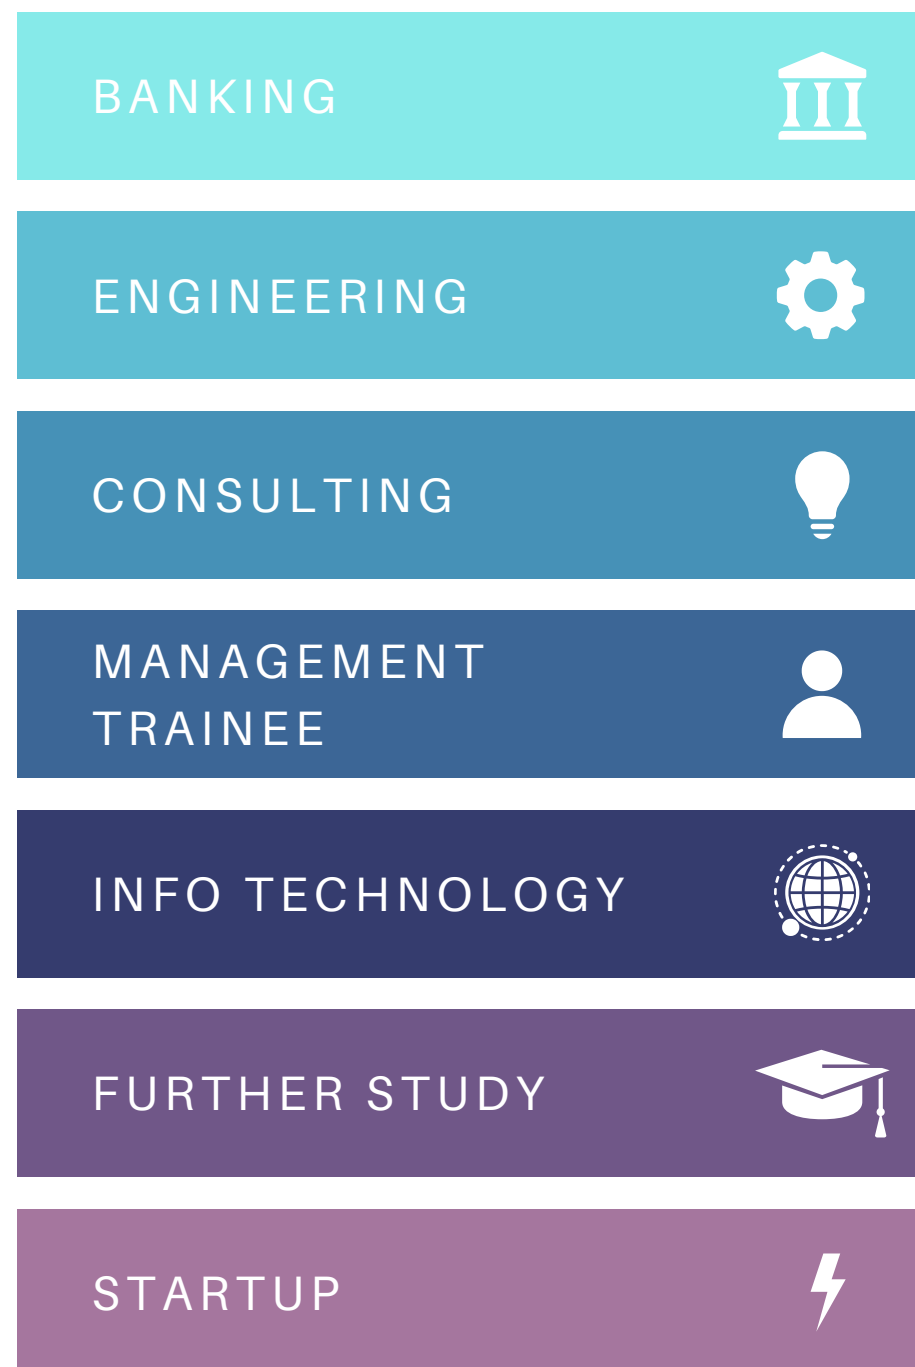 BANKING
ENGINEERING
CONSULTING
MANAGEMENT
TRAINEE
INFO TECHNOLOGY
FURTHER STUDY
STARTUP